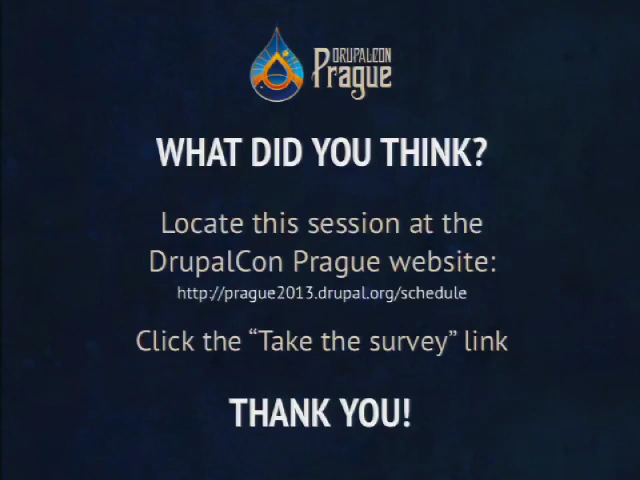 DRUPALCON
Prague
WHAT DID YOU THINK?
Locate this session at the
DrupalCon Prague website:
http://prague2013.drupal.org/schedule
Click the “Take the survey” link
THANK YOU!